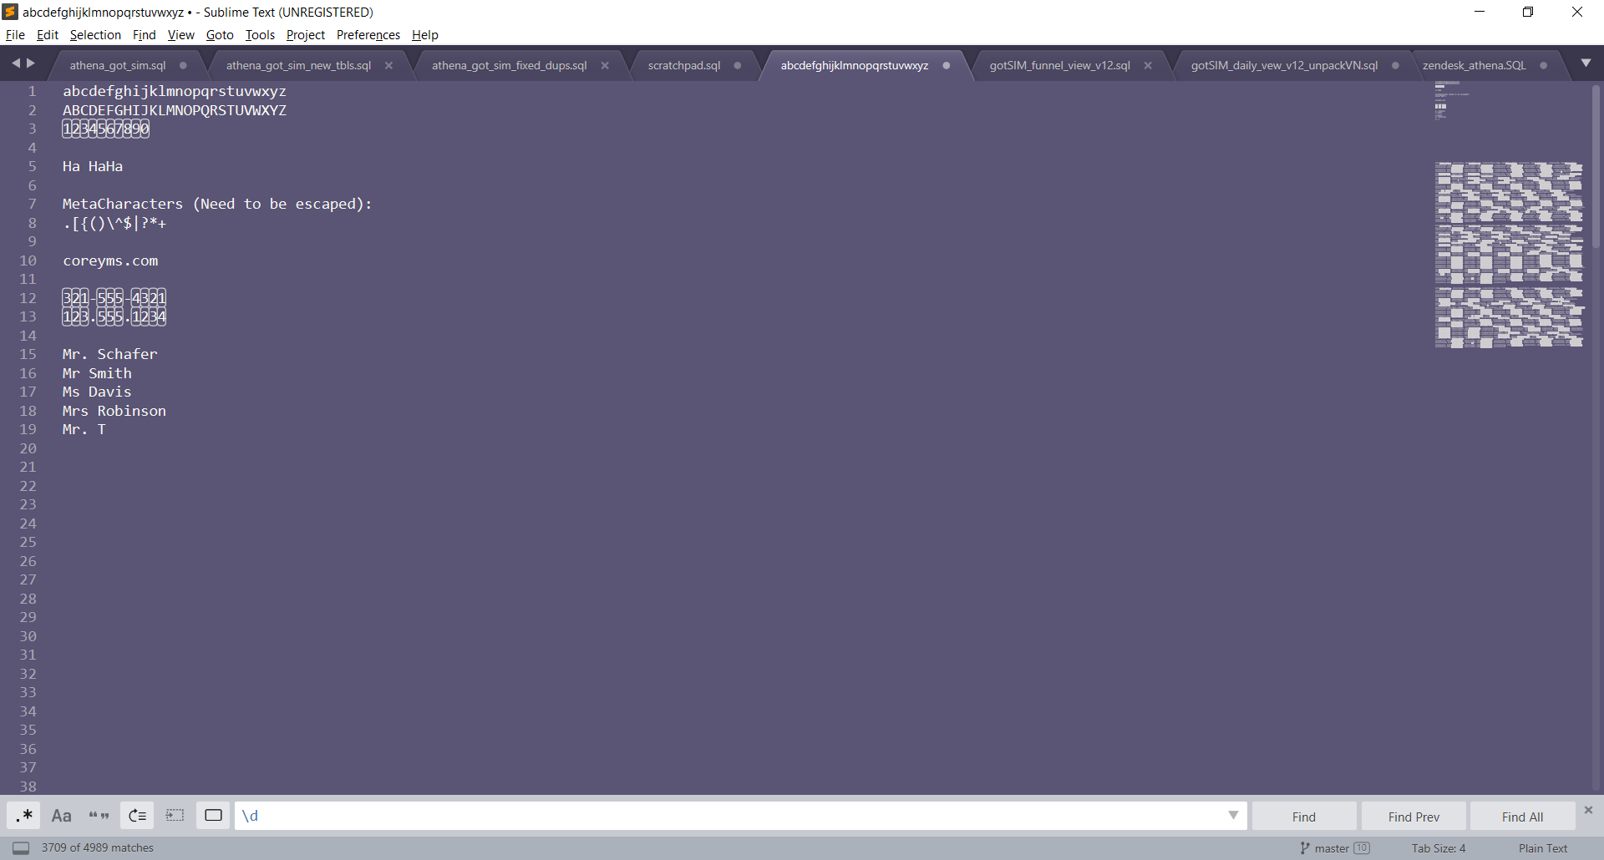 abcdefghijklmnopqrstuvwxyz • - Sublime Text (UNREGISTERED)
File Edit Selection Find View Goto Tools Project Preferences Help
athena_got_sim.sql athena_got_sim_new_tbls.sql athena_got_sim_fixed_dups.sql scratchpad.sql abcdefghijklmnopqrstuvwxyz gotSIM_funnel_view_v12.sql gotSIM_daily_vew_v12_unpackVN.sql zendesk_athena.SQL
1 abcdefghijklmnopqrstuvwxyz
2 ABCDEFGHIJKLMNOPQRSTUVWXYZ
3 1234567890
4
5 Ha HaHa
6
7 MetaCharacters (Need to be escaped):
8 .[{()\^$|?*+
9
10 coreyms.com
11
12 321-555-4321
13 123.555.1234
14
15 Mr. Schafer
16 Mr Smith
17 Ms Davis
18 Mrs Robinson
19 Mr. T
20
21
22
23
24
25
26
27
28
29
30
31
32
33
34
35
36
37
38
.* Aa “” \d Find Find Prev Find All
3709 of 4989 matches master 10 Tab Size: 4 Plain Text